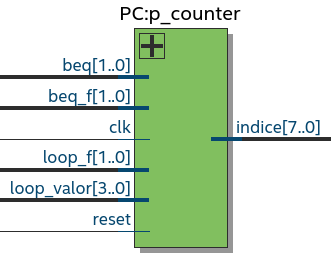 PC:p_counter
beq[1..0]
beq_f[1..0]
clk
indice[7..0]
loop_f[1..0]
loop_valor[3..0]
reset